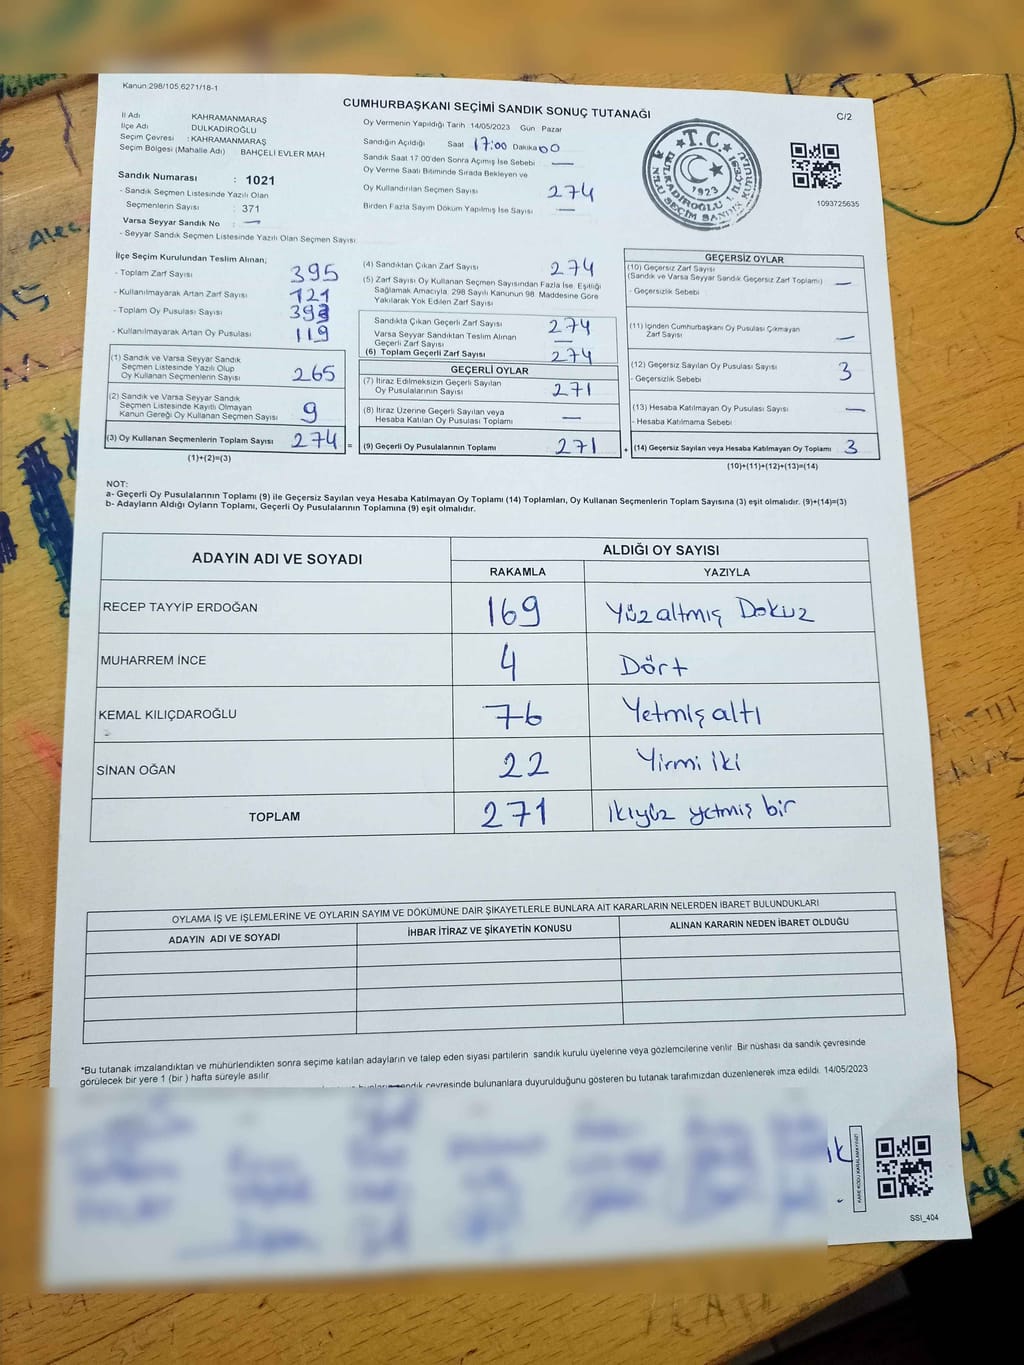 Kanun:298/105,6271/18-1
CUMHURBAŞKANI SEÇİMİ SANDIK SONUÇ TUTANAĞI
C/2
İl Adı KAHRAMANMARAŞ
İlçe Adı DULKADİROĞLU
Seçim Çevresi : KAHRAMANMARAŞ
Seçim Bölgesi (Mahalle Adı) BAHÇELİ EVLER MAH
Sandık Numarası : 1021
- Sandık Seçmen Listesinde Yazılı Olan
Seçmenlerin Sayısı : 371
Varsa Seyyar Sandık No : —
- Seyyar Sandık Seçmen Listesinde Yazılı Olan Seçmen Sayısı:
Oy Vermenin Yapıldığı Tarih 14/05/2023 Gün Pazar
Sandığın Açıldığı Saat 17:00 Dakika 00
Sandık Saat 17:00'den Sonra Açımış İse Sebebi —
Oy Verme Saati Bitiminde Sırada Bekleyen ve
Oy Kullandırılan Seçmen Sayısı 274
Birden Fazla Sayım Döküm Yapılmış İse Sayısı —
T.C.
1923
1093725635
İlçe Seçim Kurulundan Teslim Alınan;
- Toplam Zarf Sayısı 395
- Kullanılmayarak Artan Zarf Sayısı 121
- Toplam Oy Pusulası Sayısı 393
- Kullanılmayarak Artan Oy Pusulası 119
(1) Sandık ve Varsa Seyyar Sandık
Seçmen Listesinde Yazılı Olup
Oy Kullanan Seçmenlerin Sayısı 265
(2) Sandık ve Varsa Seyyar Sandık
Seçmen Listesinde Kayıtlı Olmayan
Kanun Gereği Oy Kullanan Seçmen Sayısı 9
(3) Oy Kullanan Seçmenlerin Toplam Sayısı 274 =
(1)+(2)=(3)
(4) Sandıktan Çıkan Zarf Sayısı 274
(5) Zarf Sayısı Oy Kullanan Seçmen Sayısından Fazla İse, Eşitliği
Sağlamak Amacıyla, 298 Sayılı Kanunun 98. Maddesine Göre
Yakılarak Yok Edilen Zarf Sayısı
Sandıkta Çıkan Geçerli Zarf Sayısı 274
Varsa Seyyar Sandıktan Teslim Alınan
Geçerli Zarf Sayısı —
(6) Toplam Geçerli Zarf Sayısı 274
GEÇERLİ OYLAR
(7) İtiraz Edilmeksizin Geçerli Sayılan
Oy Pusulalarının Sayısı 271
(8) İtiraz Üzerine Geçerli Sayılan veya
Hesaba Katılan Oy Pusulası Toplamı —
(9) Geçerli Oy Pusulalarının Toplamı 271 +
GEÇERSİZ OYLAR
(10) Geçersiz Zarf Sayısı
(Sandık ve Varsa Seyyar Sandık Geçersiz Zarf Toplamı) —
- Geçersizlik Sebebi
(11) İçinden Cumhurbaşkanı Oy Pusulası Çıkmayan
Zarf Sayısı —
(12) Geçersiz Sayılan Oy Pusulası Sayısı 3
- Geçersizlik Sebebi
(13) Hesaba Katılmayan Oy Pusulası Sayısı —
- Hesaba Katılmama Sebebi
(14) Geçersiz Sayılan veya Hesaba Katılmayan Oy Toplamı 3
(10)+(11)+(12)+(13)=(14)
NOT:
a- Geçerli Oy Pusulalarının Toplamı (9) ile Geçersiz Sayılan veya Hesaba Katılmayan Oy Toplamı (14) Toplamları, Oy Kullanan Seçmenlerin Toplam Sayısına (3) eşit olmalıdır. (9)+(14)=(3)
b- Adayların Aldığı Oyların Toplamı, Geçerli Oy Pusulalarının Toplamına (9) eşit olmalıdır.
ADAYIN ADI VE SOYADI ALDIĞI OY SAYISI
RAKAMLA YAZIYLA
RECEP TAYYİP ERDOĞAN 169 Yüzaltmış Dokuz
MUHARREM İNCE 4 Dört
KEMAL KILIÇDAROĞLU 76 Yetmiş altı
SİNAN OĞAN 22 Yirmi iki
TOPLAM 271 ikiyüz yetmiş bir
OYLAMA İŞ VE İŞLEMLERİNE VE OYLARIN SAYIM VE DÖKÜMÜNE DAİR ŞİKAYETLERLE BUNLARA AİT KARARLARIN NELERDEN İBARET BULUNDUKLARI
ADAYIN ADI VE SOYADI İHBAR İTİRAZ VE ŞİKAYETİN KONUSU ALINAN KARARIN NEDEN İBARET OLDUĞU
*Bu tutanak imzalandıktan ve mühürlendikten sonra seçime katılan adayların ve talep eden siyasi partilerin sandık kurulu üyelerine veya gözlemcilerine verilir. Bir nüshası da sandık çevresinde
görülecek bir yere 1 (bir ) hafta süreyle asılır.
sandık çevresinde bulunanlara duyurulduğunu gösteren bu tutanak tarafımızdan düzenlenerek imza edildi. 14/05/2023
SSI_404